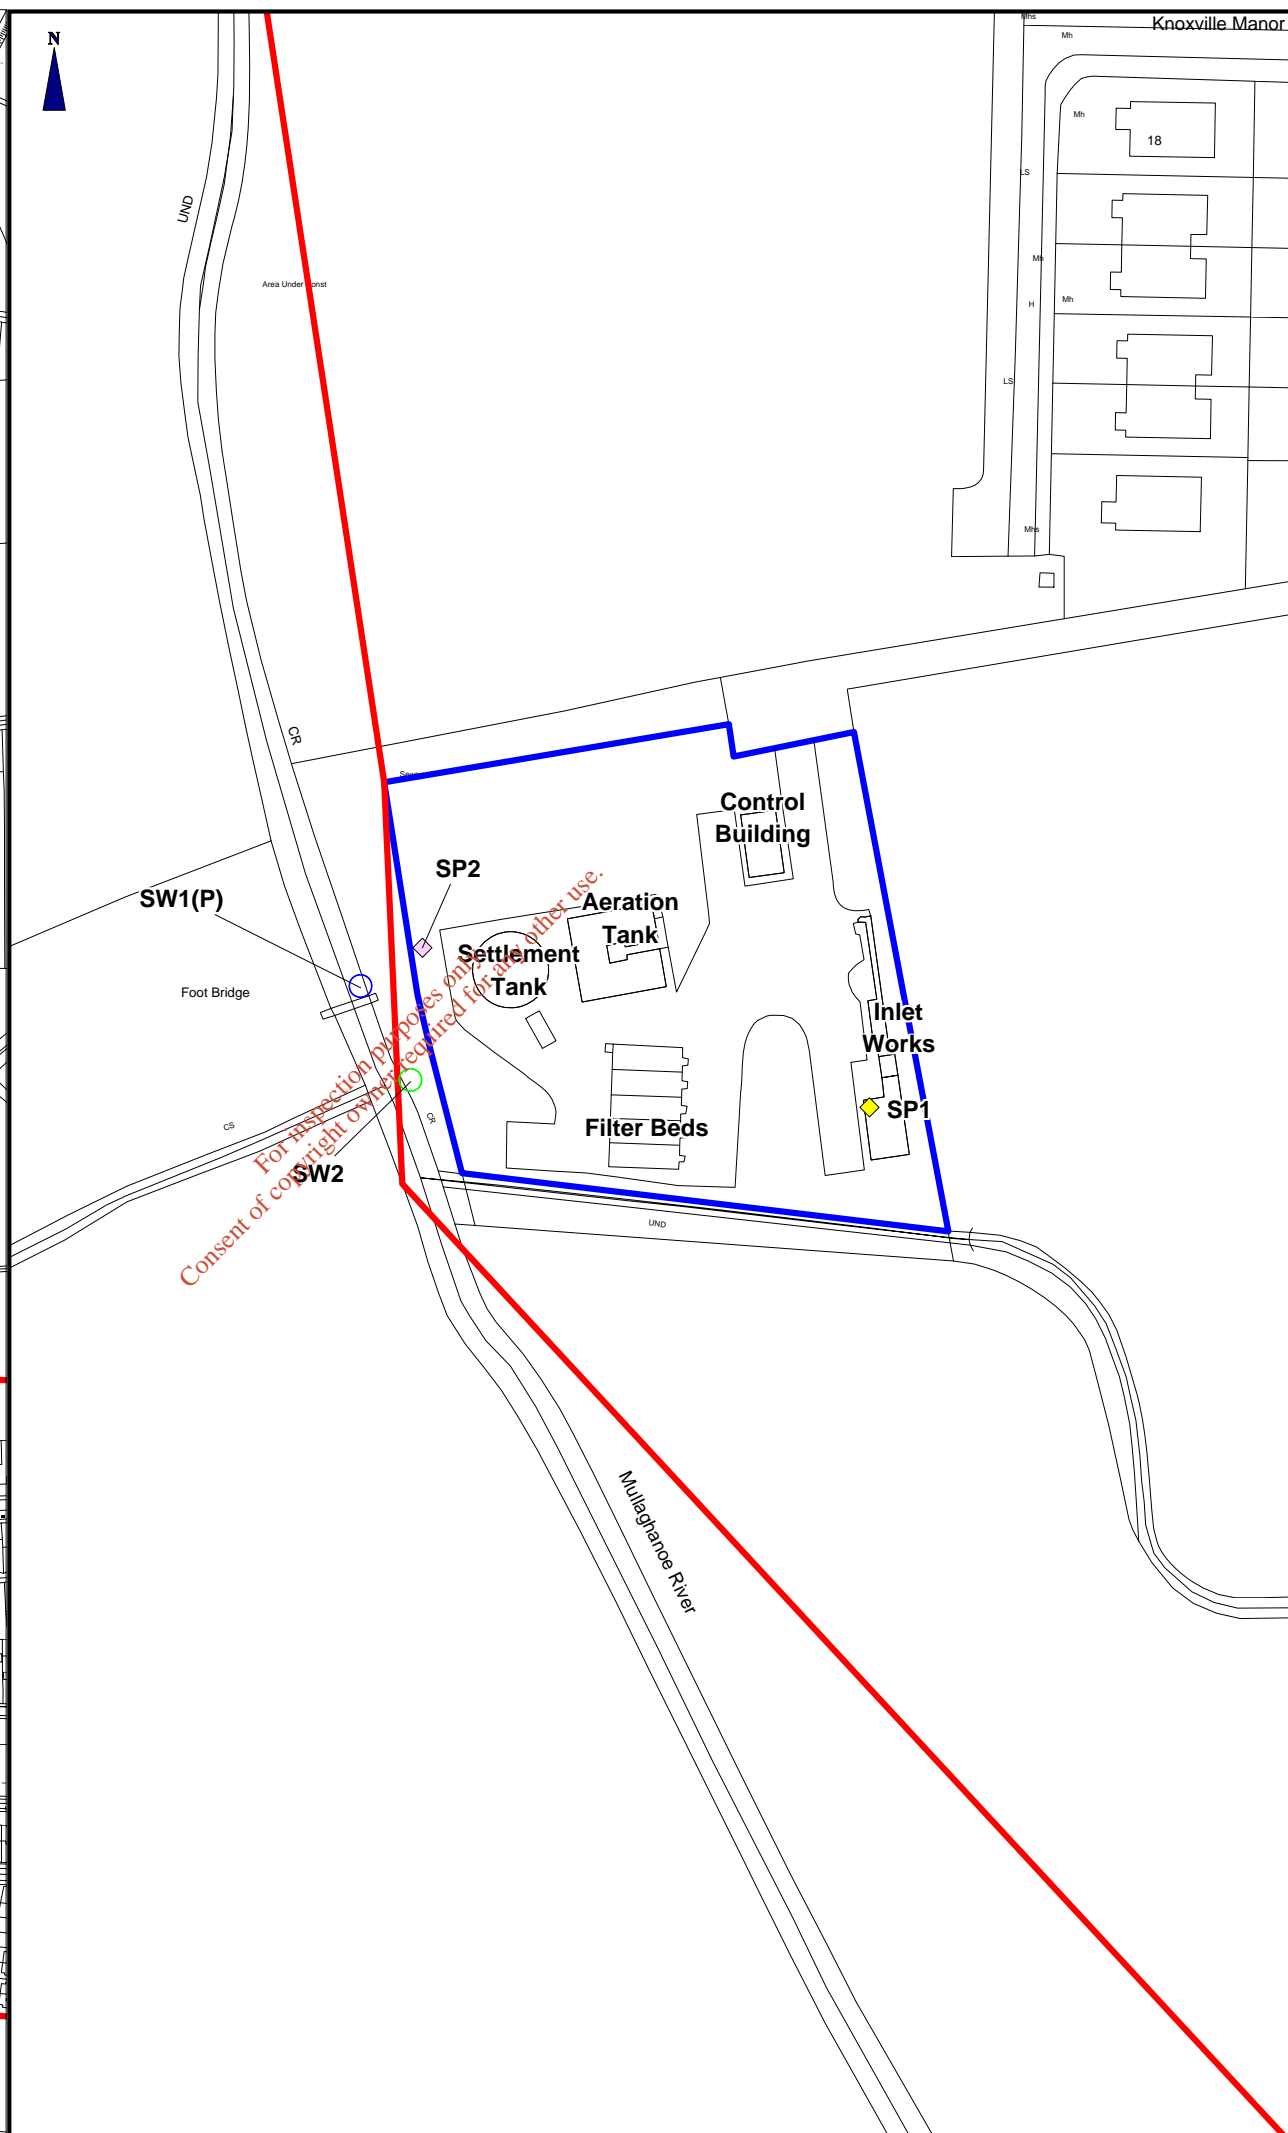 Mhs
Knoxville Manor
N
Mh
Mh
18
LS
UND
Mh
Area Under Const
Mh
H
LS
Mhs
CR
Control
Building
SP2
SW1(P)
Aeration
Tank
Settlement
Tank
Foot Bridge
Inlet
Works
SP1
CR
CS
Filter Beds
SW2
For inspection purposes only.
Consent of copyright owner required for any other use.
UND
Mullaghanoe River